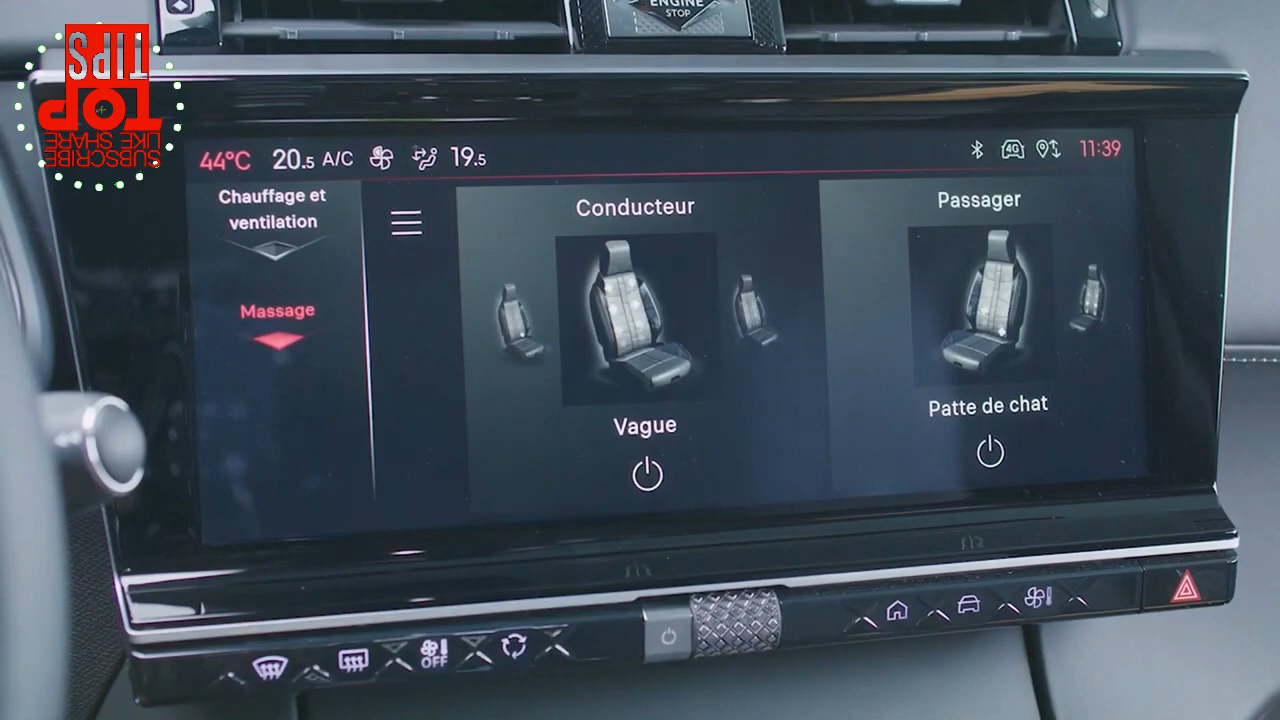 ENGINE
STOP
TIPS
TOP
LIKE SHARE
SUBSCRIBE
44°C 20.5 A/C 19.5 4G 11:39
Chauffage et
ventilation
Massage
Conducteur
Vague
Passager
Patte de chat
OFF